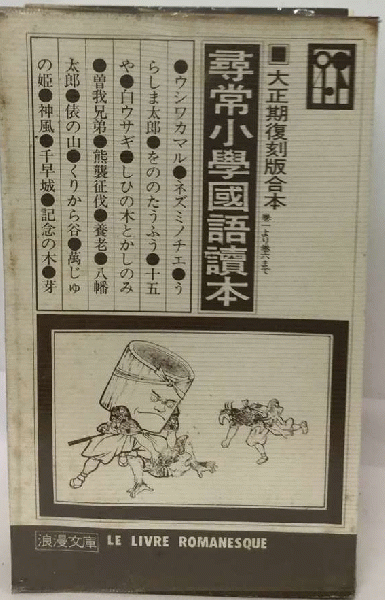 ■大正期復刻版合本 巻一より巻六まで
尋常小學國語讀本
●ウシワカマル●ネズミノチエ●う
らしま太郎●をののたうふう●十五
や●白ウサギ●しひの木とかしのみ
●曽我兄弟●熊襲征伐●養老●八幡
太郎●俵の山●くりから谷●萬じゅ
の姫●神風●千早城●記念の木●芽
浪漫文庫 LE LIVRE ROMANESQUE